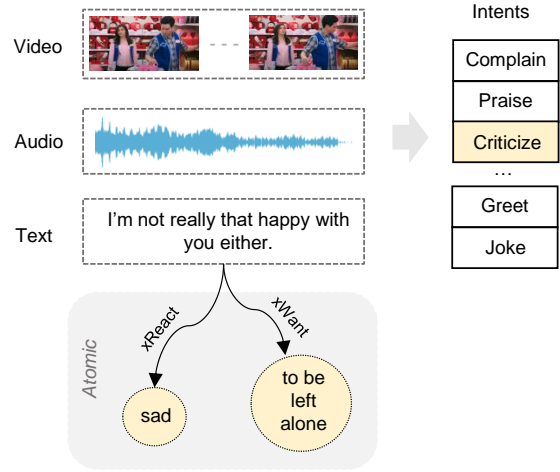 Intents
Video
Complain
Praise
Audio
Criticize
...
Text
I'm not really that happy with
you either.
Greet
Joke
xReact
xWant
Atomic
sad
to be
left
alone